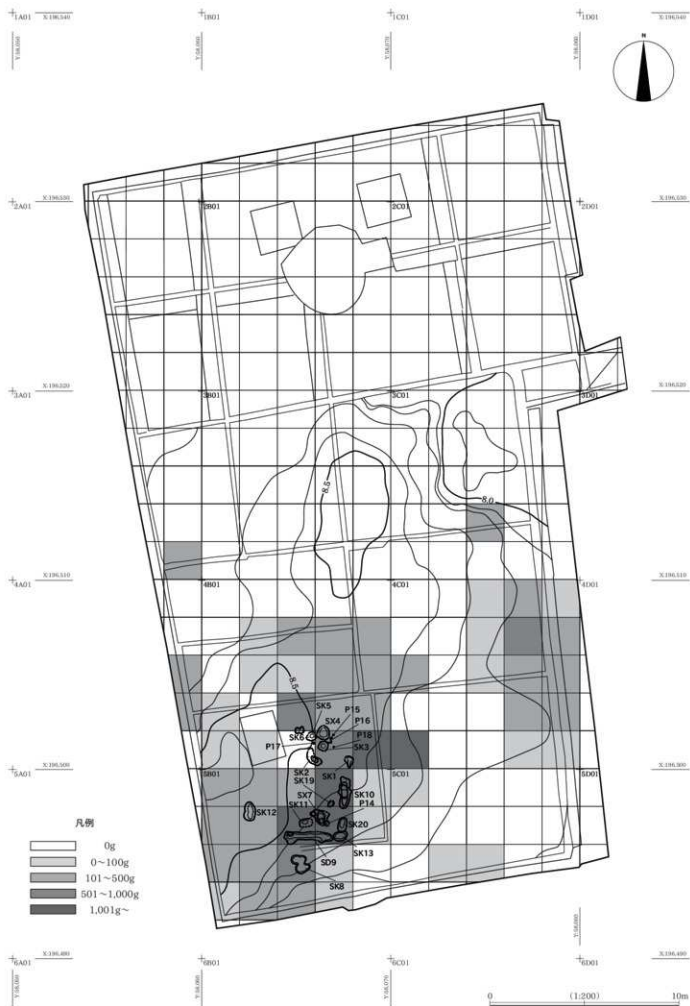 1A01
X:196,540
1B01
1C01
1D01
X:196,540
N
2A01
X:196,530
2B01
2C01
2D01
X:196,530
3A01
X:196,520
3B01
3C01
3D01
X:196,520
8.5
8.0
4A01
X:196,510
4B01
4C01
4D01
X:196,510
8.5
SK5
SX4
P15
P16
P18
SK6
P17
SK3
SK2
SK1
SK19
5A01
X:196,500
5B01
5C01
5D01
X:196,500
SX7
SK10
SK11
P14
SK12
SK20
SK13
SD9
SK8
凡例
0g
0～100g
101～500g
501～1,000g
1,001g～
6A01
X:196,490
6B01
6C01
6D01
X:196,490
0
(1:200)
10m